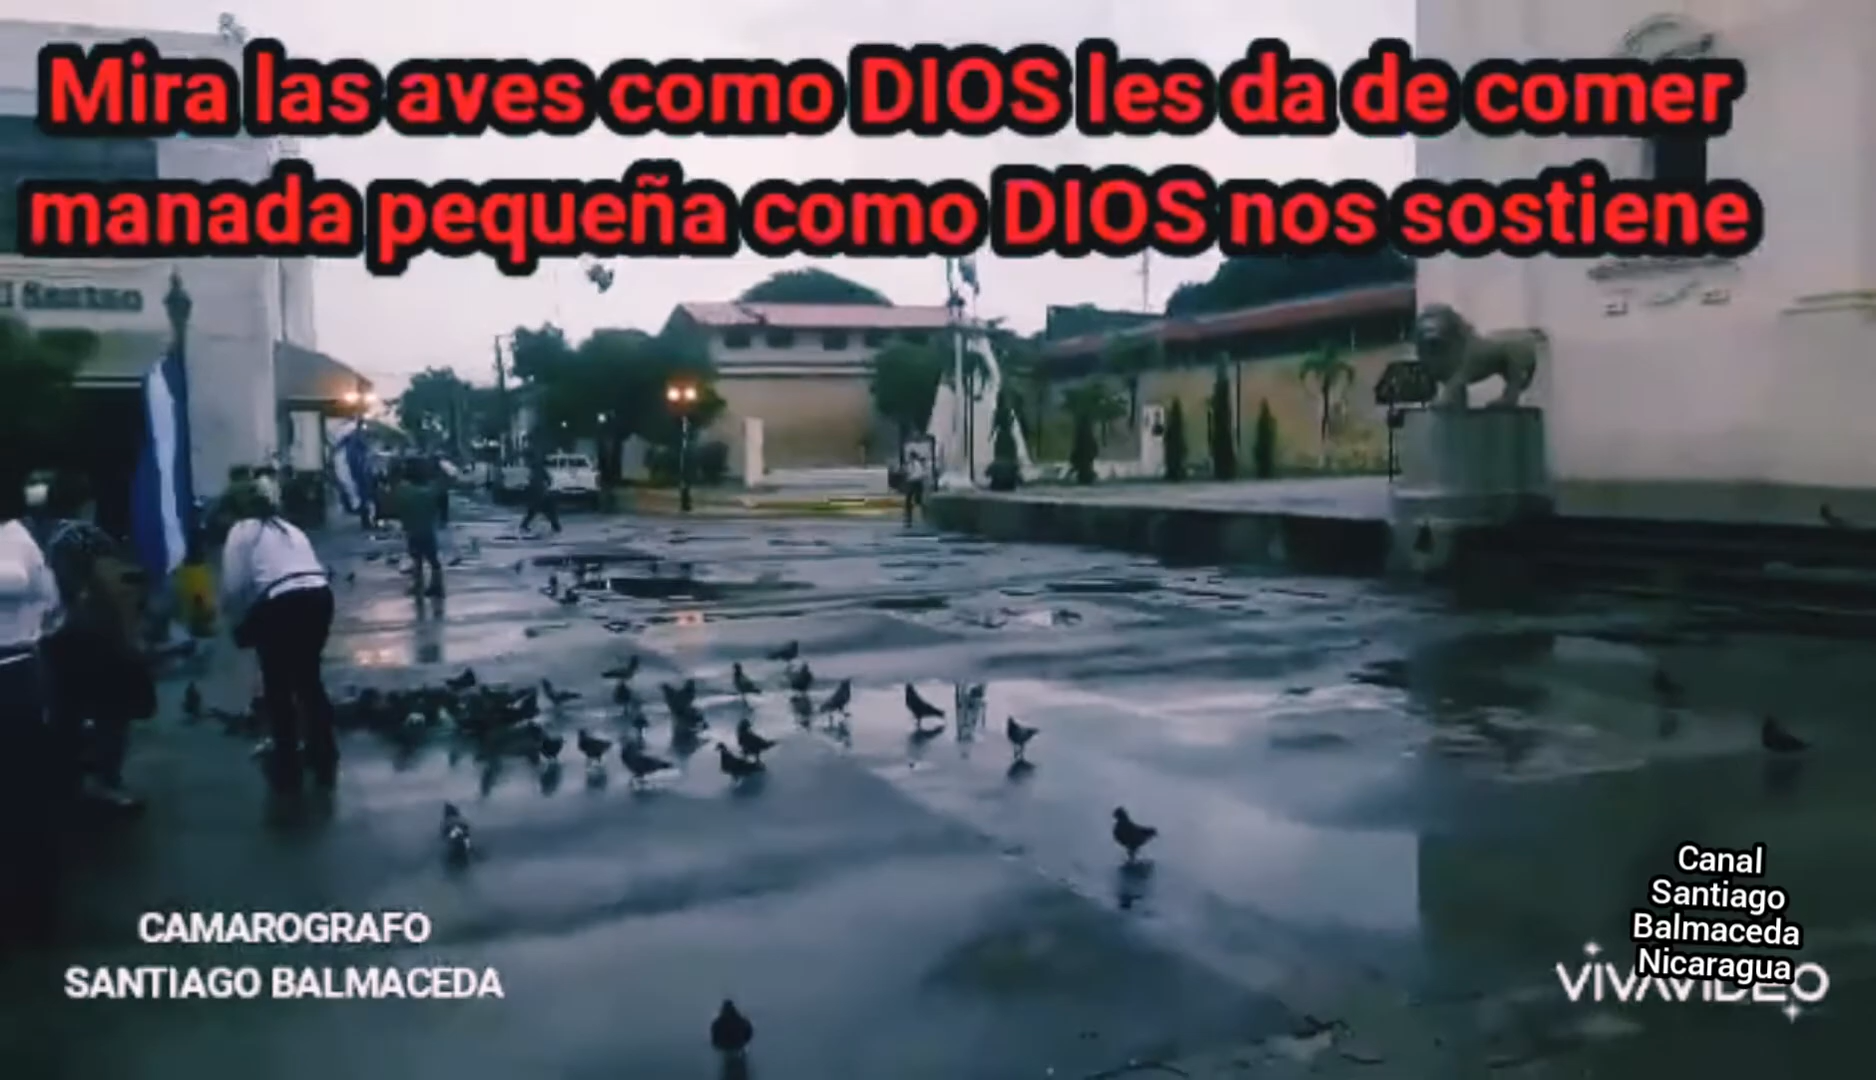 Mira las aves como DIOS les da de comer
manada pequeña como DIOS nos sostiene
CAMAROGRAFO
SANTIAGO BALMACEDA
Canal
Santiago
Balmaceda
Nicaragua
VIVAVIDEO